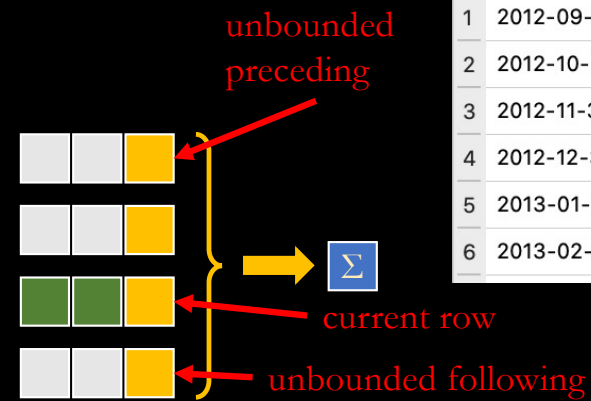 unbounded
preceding
1 2012-09-
2 2012-10-
3 2012-11-3
4 2012-12-
5 2013-01-
6 2013-02-
Σ
current row
unbounded following